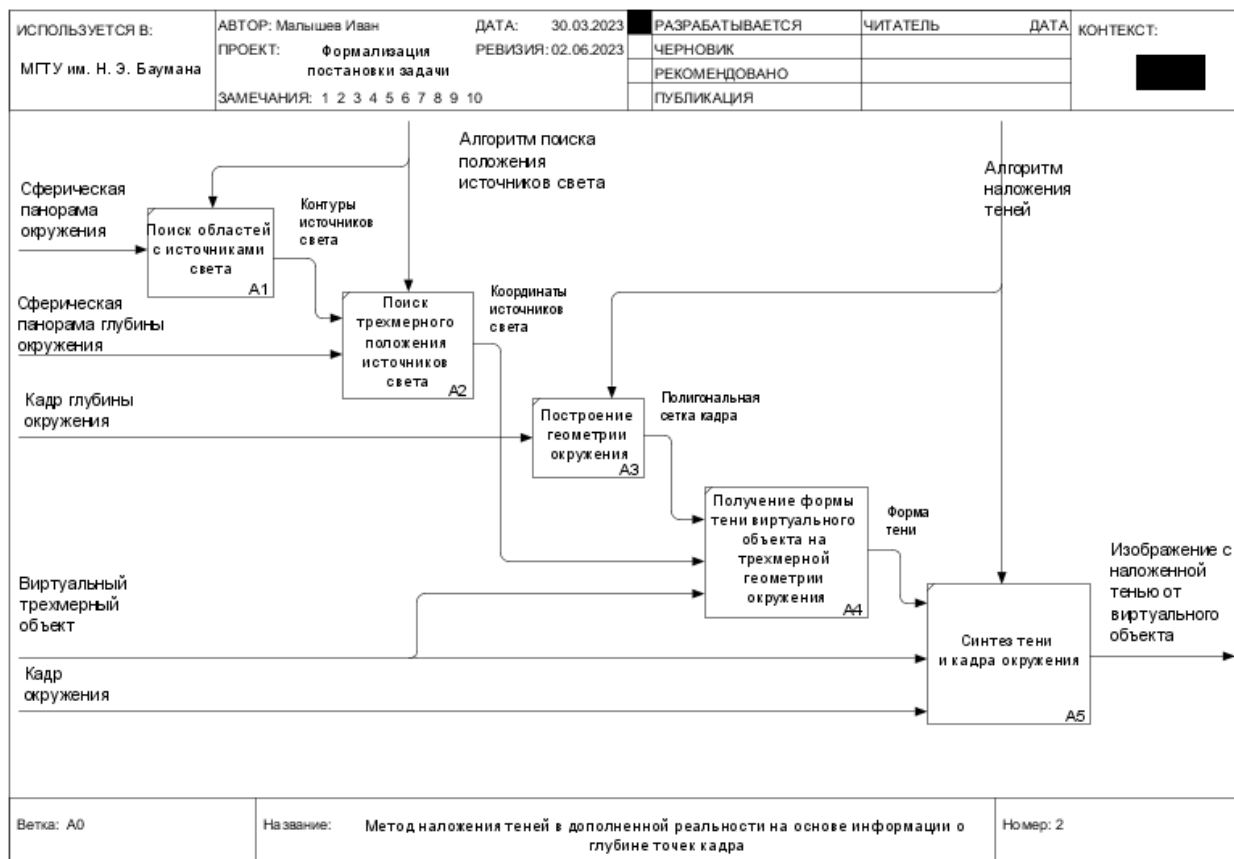 ИСПОЛЬЗУЕТСЯ В:
МГТУ им. Н. Э. Баумана
АВТОР: Малышев Иван
ДАТА: 30.03.2023
ПРОЕКТ: Формализация
постановки задачи
РЕВИЗИЯ: 02.06.2023
ЗАМЕЧАНИЯ: 1 2 3 4 5 6 7 8 9 10
РАЗРАБАТЫВАЕТСЯ
ЧЕРНОВИК
РЕКОМЕНДОВАНО
ПУБЛИКАЦИЯ
ЧИТАТЕЛЬ
ДАТА
КОНТЕКСТ:
Алгоритм поиска
положения
источников света
Алгоритм
наложения
теней
Сферическая
панорама
окружения
Поиск областей
с источниками
света
A1
Контуры
источников
света
Сферическая
панорама глубины
окружения
Поиск
трехмерного
положения
источников
света
A2
Координаты
источников
света
Кадр глубины
окружения
Построение
геометрии
окружения
A3
Полигональная
сетка кадра
Получение формы
тени виртуального
объекта на
трехмерной
геометрии
окружения
A4
Форма
тени
Виртуальный
трехмерный
объект
Кадр
окружения
Синтез тени
и кадра окружения
A5
Изображение с
наложенной
тенью от
виртуального
объекта
Ветка: A0
Название: Метод наложения теней в дополненной реальности на основе информации о
глубине точек кадра
Номер: 2